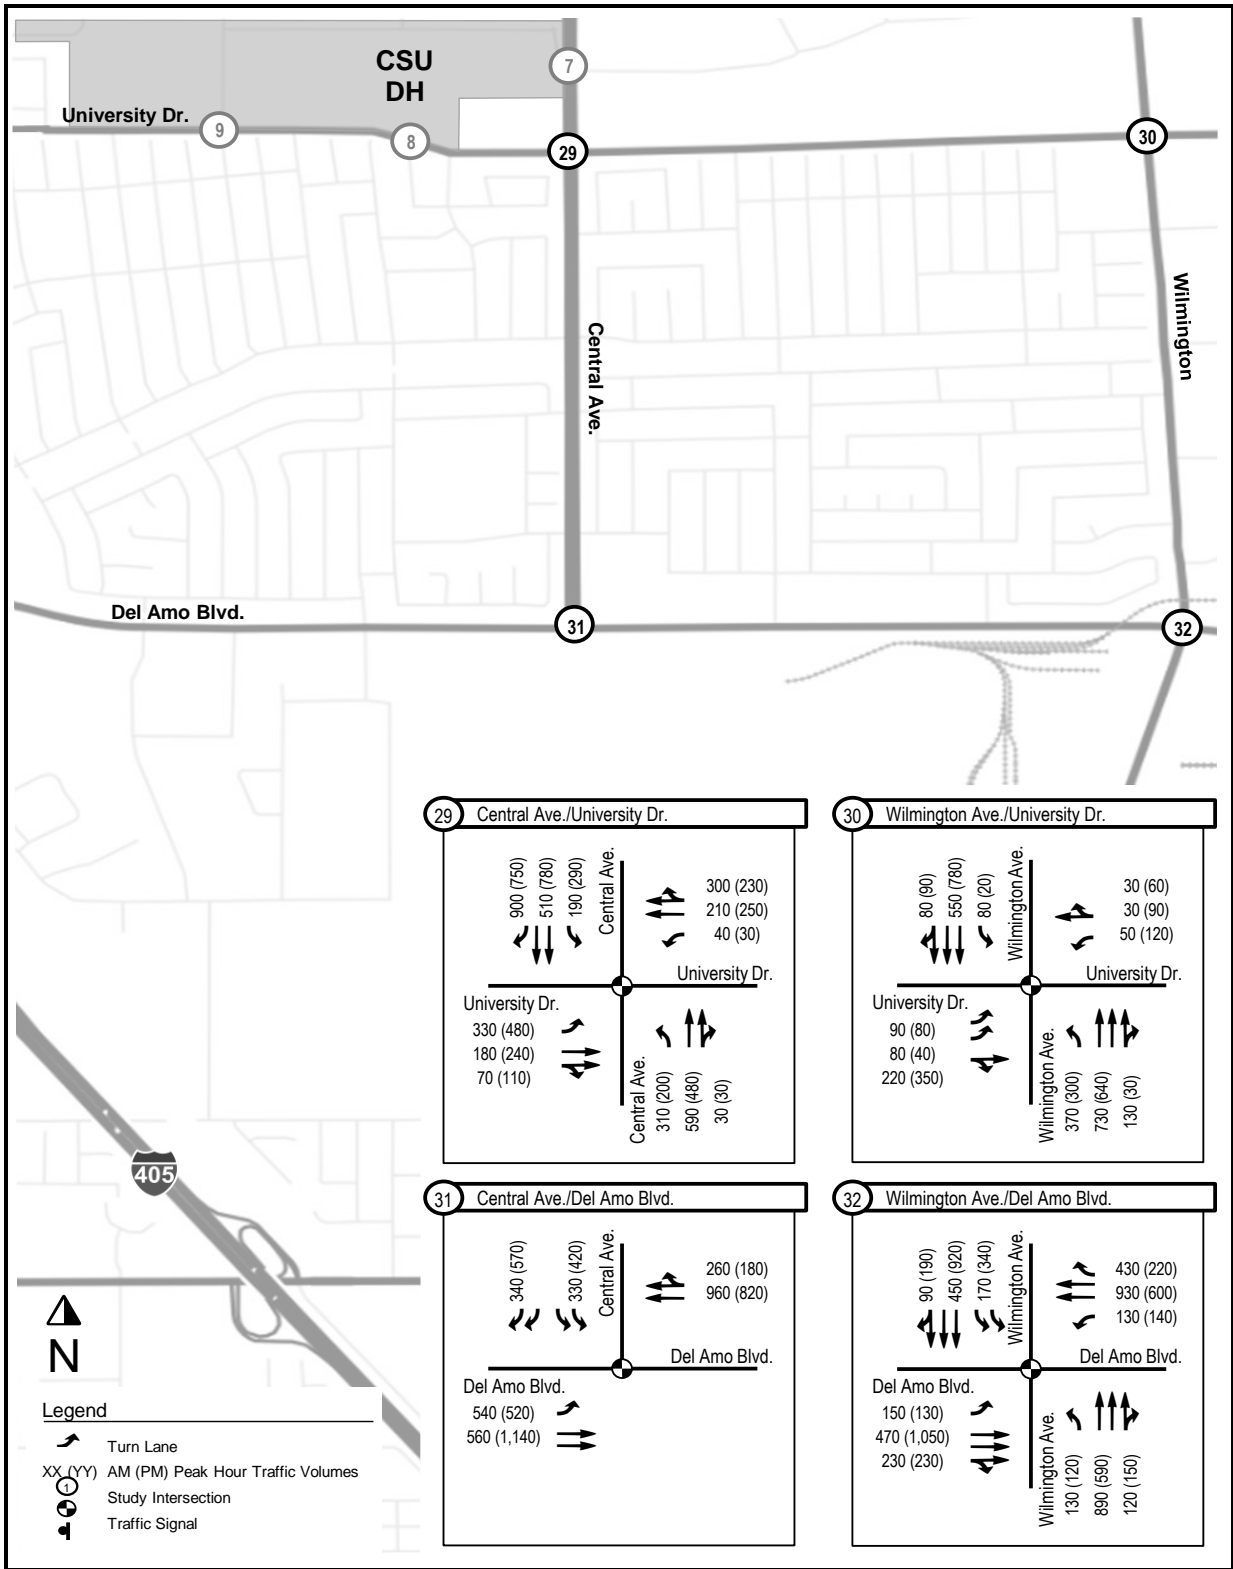 CSU
DH
7
University Dr.
9
8
29
30
Central Ave.
Wilmington
Del Amo Blvd.
31
32
405
N
Legend
Turn Lane
XX (YY) AM (PM) Peak Hour Traffic Volumes
1
Study Intersection
Traffic Signal
29 Central Ave./University Dr.
900 (750)
510 (780)
190 (290)
Central Ave.
300 (230)
210 (250)
40 (30)
University Dr.
University Dr.
330 (480)
180 (240)
70 (110)
Central Ave.
310 (200)
590 (480)
30 (30)
30 Wilmington Ave./University Dr.
80 (90)
550 (780)
80 (20)
Wilmington Ave.
30 (60)
30 (90)
50 (120)
University Dr.
University Dr.
90 (80)
80 (40)
220 (350)
Wilmington Ave.
370 (300)
730 (640)
130 (30)
31 Central Ave./Del Amo Blvd.
340 (570)
330 (420)
Central Ave.
260 (180)
960 (820)
Del Amo Blvd.
Del Amo Blvd.
540 (520)
560 (1,140)
32 Wilmington Ave./Del Amo Blvd.
90 (190)
450 (920)
170 (340)
Wilmington Ave.
430 (220)
930 (600)
130 (140)
Del Amo Blvd.
Del Amo Blvd.
150 (130)
470 (1,050)
230 (230)
Wilmington Ave.
130 (120)
890 (590)
120 (150)